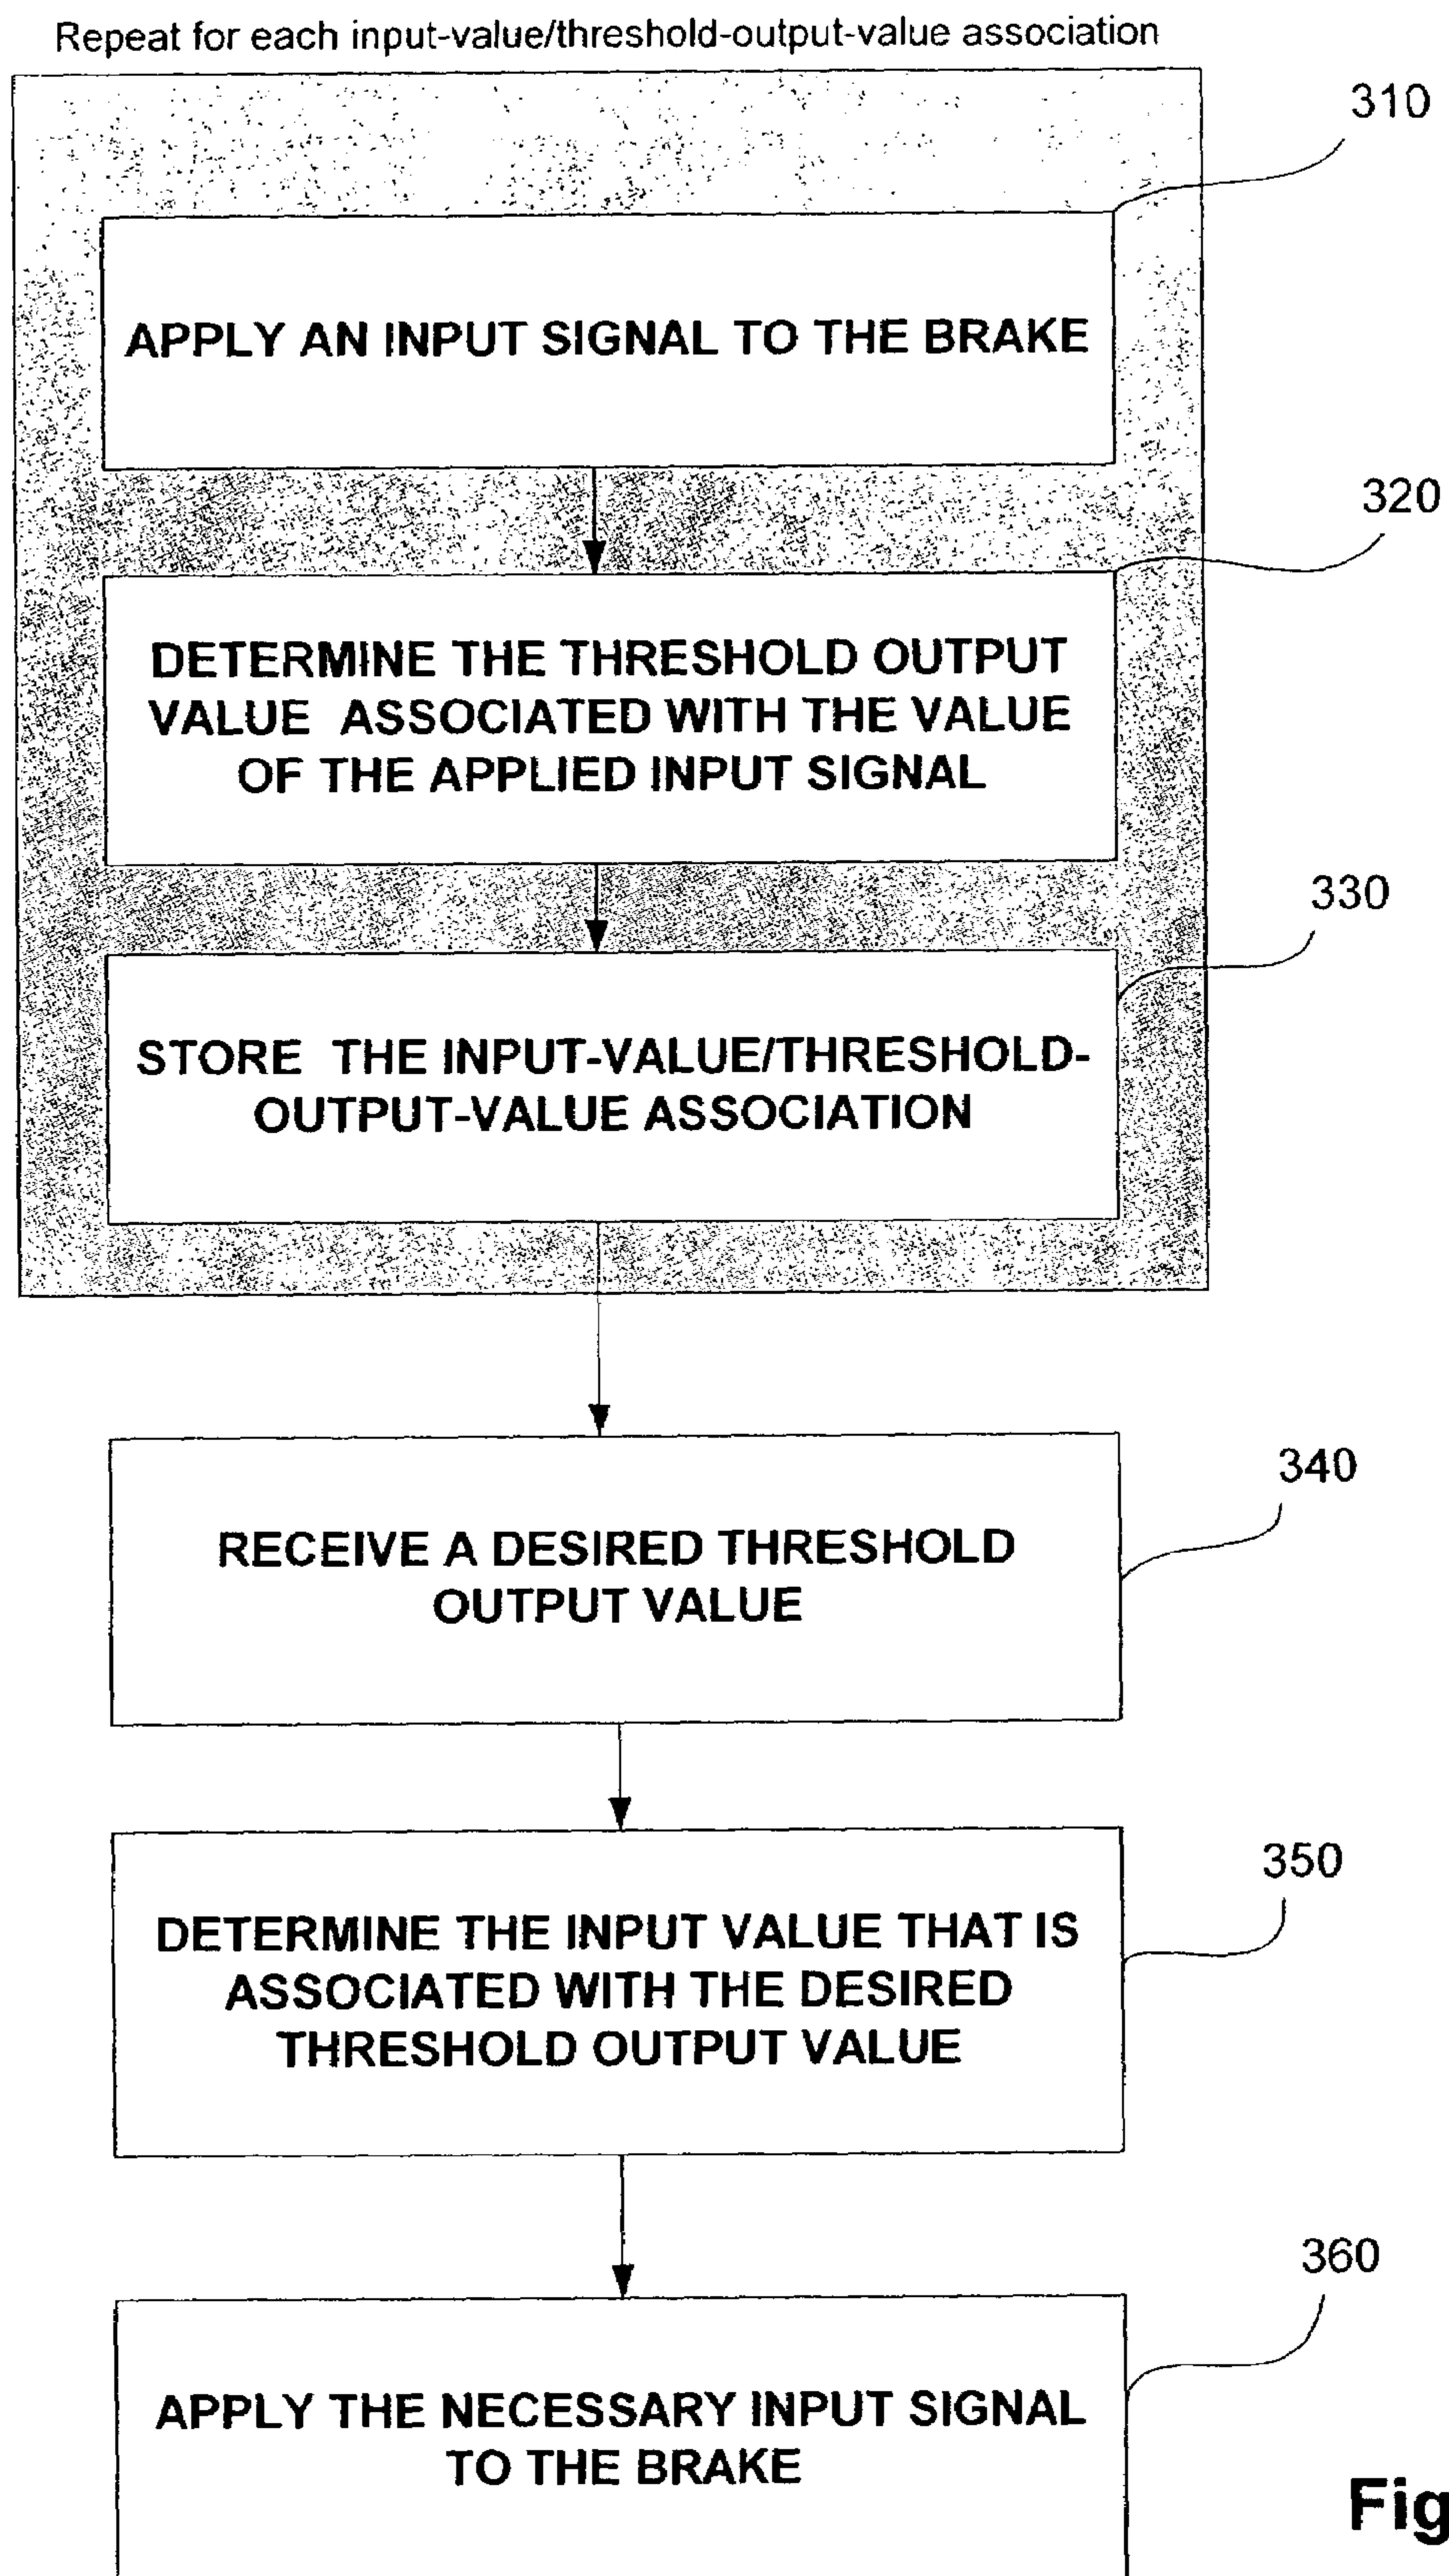 Repeat for each input-value/threshold-output-value association
310
APPLY AN INPUT SIGNAL TO THE BRAKE
320
DETERMINE THE THRESHOLD OUTPUT
VALUE ASSOCIATED WITH THE VALUE
OF THE APPLIED INPUT SIGNAL
330
STORE THE INPUT-VALUE/THRESHOLD-
OUTPUT-VALUE ASSOCIATION
340
RECEIVE A DESIRED THRESHOLD
OUTPUT VALUE
350
DETERMINE THE INPUT VALUE THAT IS
ASSOCIATED WITH THE DESIRED
THRESHOLD OUTPUT VALUE
360
APPLY THE NECESSARY INPUT SIGNAL
TO THE BRAKE
Fig